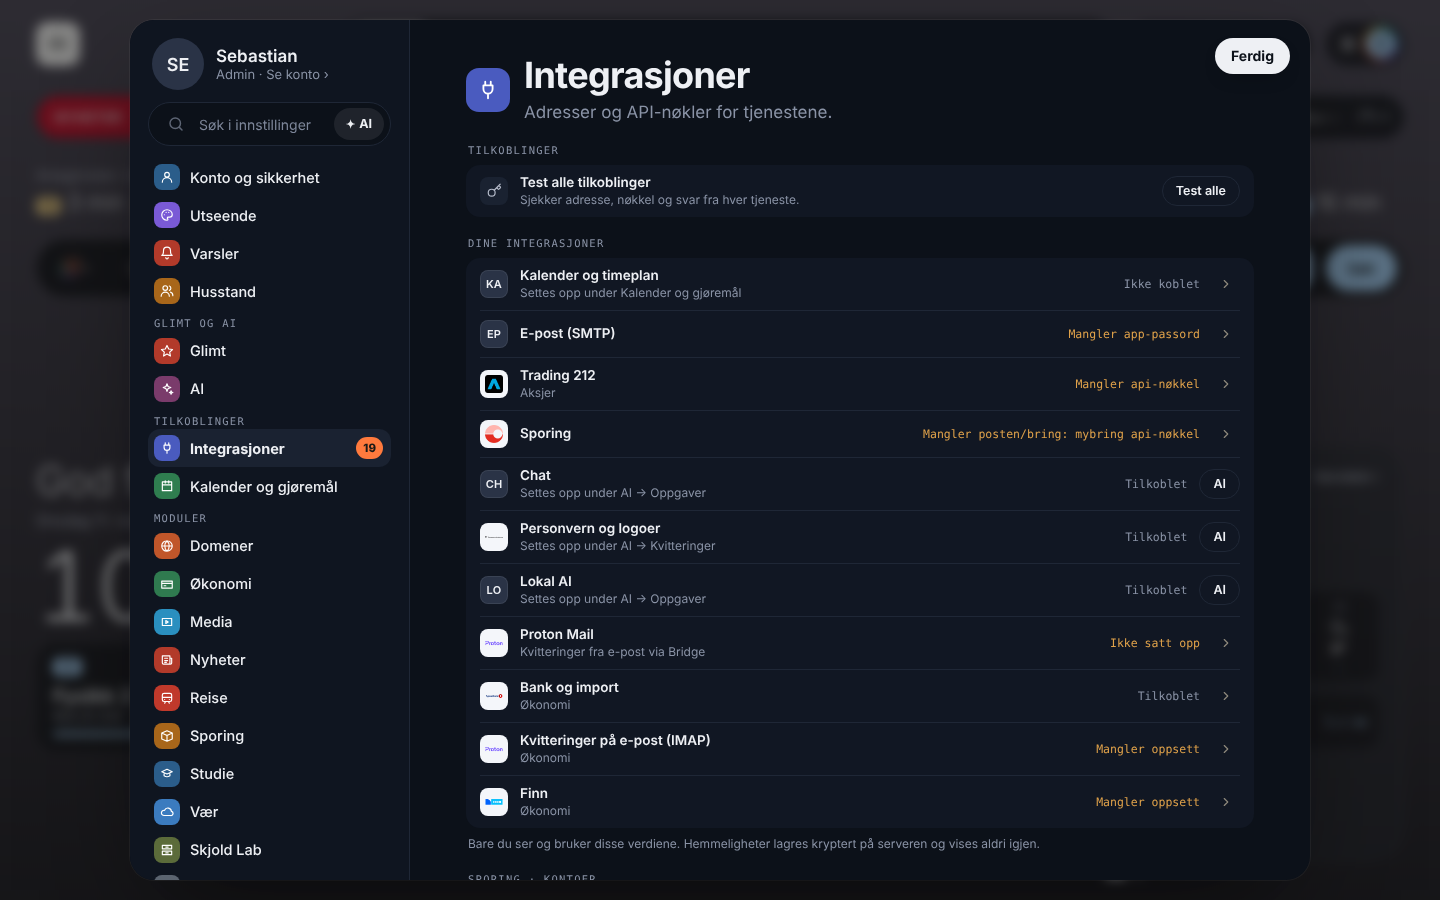 SE
Sebastian
Admin · Se konto ›
Søk i innstillinger
✦ AI
Konto og sikkerhet
Utseende
Varsler
Husstand
GLIMT OG AI
Glimt
AI
TILKOBLINGER
Integrasjoner
19
Kalender og gjøremål
MODULER
Domener
Økonomi
Media
Nyheter
Reise
Sporing
Studie
Vær
Skjold Lab
Ferdig
Integrasjoner
Adresser og API-nøkler for tjenestene.
TILKOBLINGER
Test alle tilkoblinger
Sjekker adresse, nøkkel og svar fra hver tjeneste.
Test alle
DINE INTEGRASJONER
KA
Kalender og timeplan
Settes opp under Kalender og gjøremål
Ikke koblet
EP
E-post (SMTP)
Mangler app-passord
Trading 212
Aksjer
Mangler api-nøkkel
Sporing
Mangler posten/bring: mybring api-nøkkel
CH
Chat
Settes opp under AI → Oppgaver
Tilkoblet
AI
Personvern og logoer
Settes opp under AI → Kvitteringer
Tilkoblet
AI
LO
Lokal AI
Settes opp under AI → Oppgaver
Tilkoblet
AI
Proton
Proton Mail
Kvitteringer fra e-post via Bridge
Ikke satt opp
Bank og import
Økonomi
Tilkoblet
Proton
Kvitteringer på e-post (IMAP)
Økonomi
Mangler oppsett
Finn
Økonomi
Mangler oppsett
Bare du ser og bruker disse verdiene. Hemmeligheter lagres kryptert på serveren og vises aldri igjen.
SPORING · KONTOER